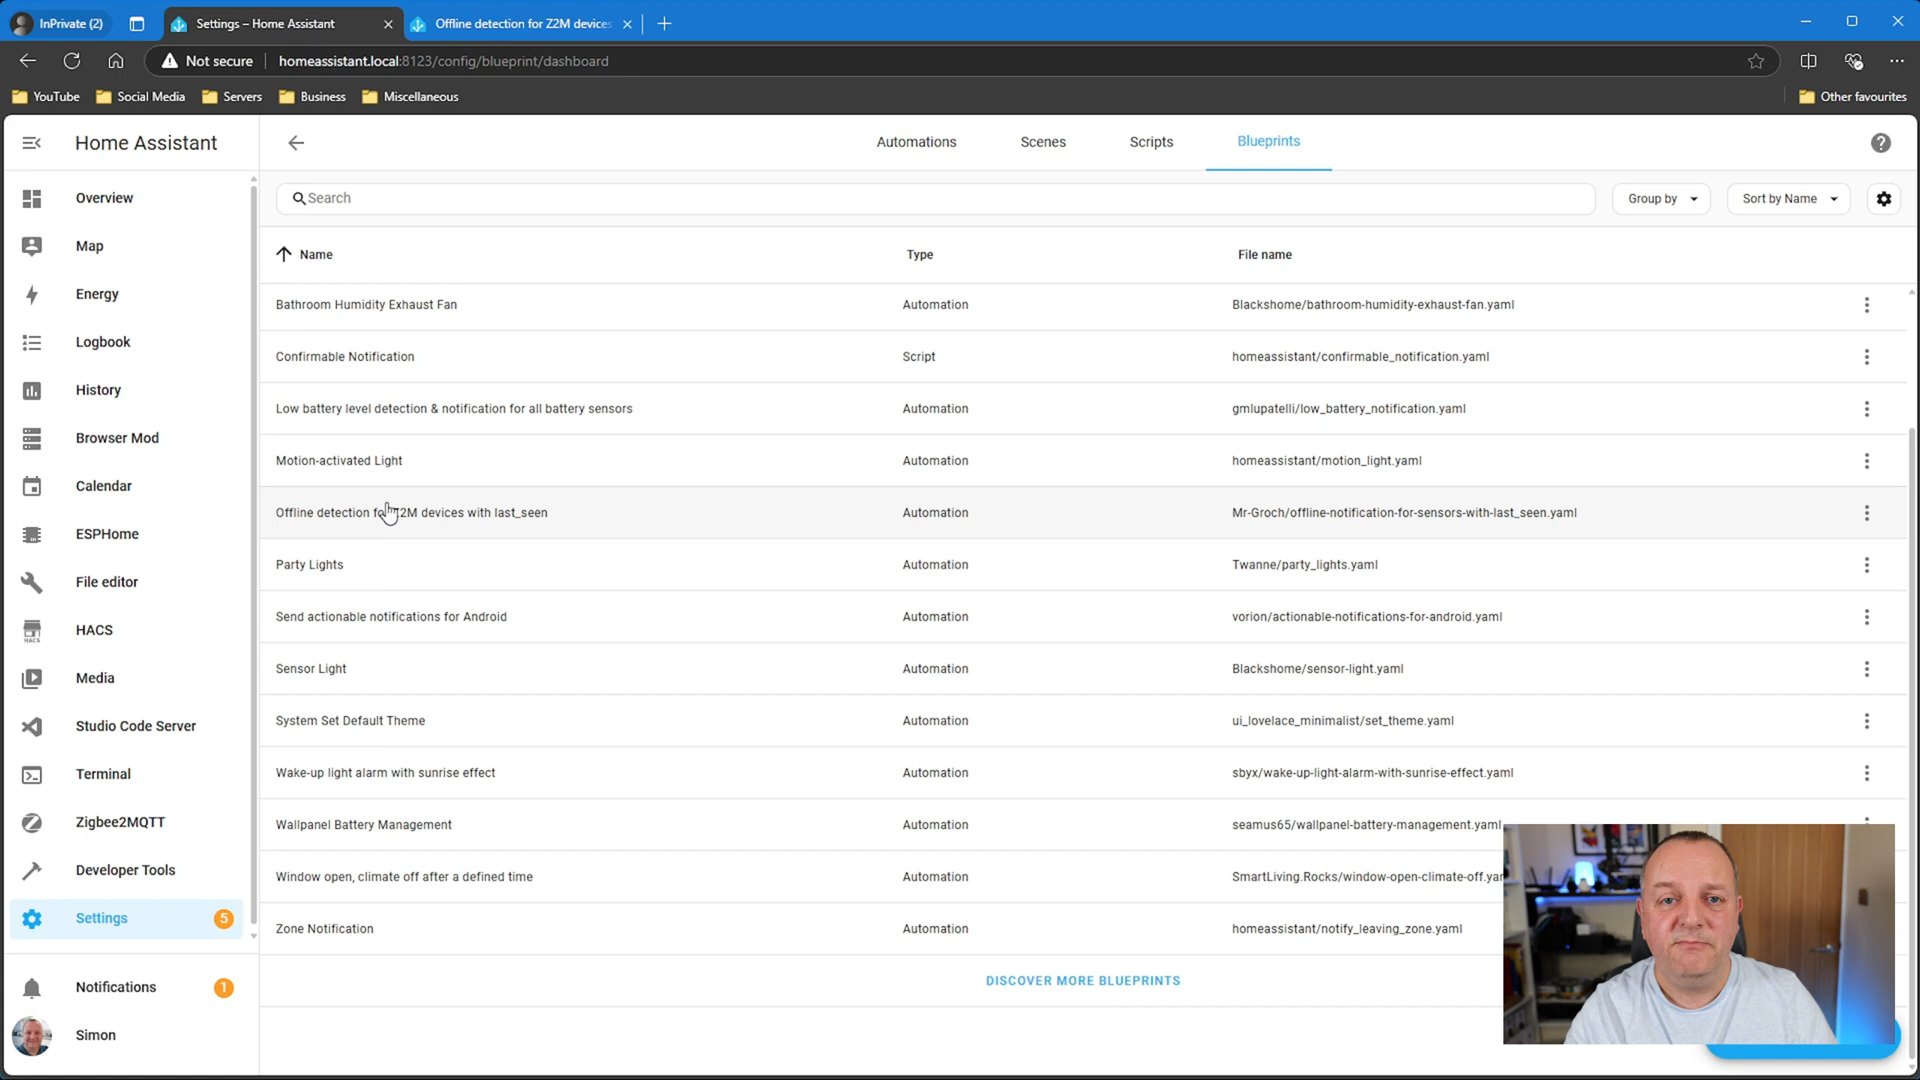 InPrivate (2)
Settings – Home Assistant
Offline detection for Z2M devices
Not secure
homeassistant.local:8123/config/blueprint/dashboard
YouTube
Social Media
Servers
Business
Miscellaneous
Other favourites
Home Assistant
Automations
Scenes
Scripts
Blueprints
Search
Group by
Sort by Name
Name
Type
File name
Overview
Map
Energy
Logbook
History
Browser Mod
Calendar
ESPHome
File editor
HACS
HACS
Media
Studio Code Server
Terminal
Zigbee2MQTT
Developer Tools
Settings 5
Notifications 1
Simon
Bathroom Humidity Exhaust Fan Automation Blackshome/bathroom-humidity-exhaust-fan.yaml
Confirmable Notification Script homeassistant/confirmable_notification.yaml
Low battery level detection & notification for all battery sensors Automation gmlupatelli/low_battery_notification.yaml
Motion-activated Light Automation homeassistant/motion_light.yaml
Offline detection for Z2M devices with last_seen Automation Mr-Groch/offline-notification-for-sensors-with-last_seen.yaml
Party Lights Automation Twanne/party_lights.yaml
Send actionable notifications for Android Automation vorion/actionable-notifications-for-android.yaml
Sensor Light Automation Blackshome/sensor-light.yaml
System Set Default Theme Automation ui_lovelace_minimalist/set_theme.yaml
Wake-up light alarm with sunrise effect Automation sbyx/wake-up-light-alarm-with-sunrise-effect.yaml
Wallpanel Battery Management Automation seamus65/wallpanel-battery-management.yaml
Window open, climate off after a defined time Automation SmartLiving.Rocks/window-open-climate-off.yar
Zone Notification Automation homeassistant/notify_leaving_zone.yaml
DISCOVER MORE BLUEPRINTS